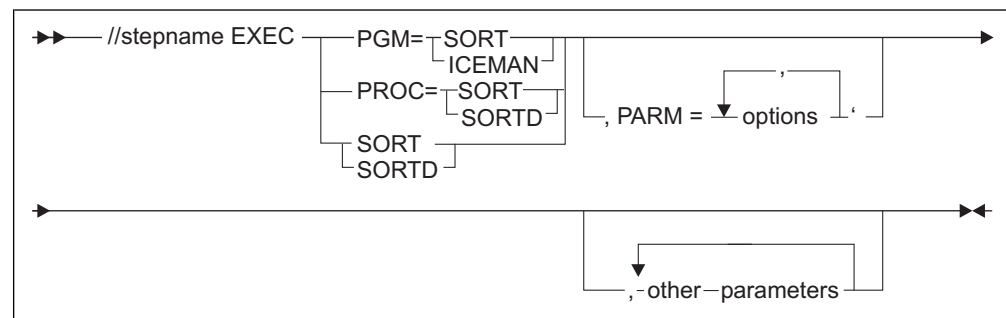 //stepname EXEC PGM= SORT
ICEMAN
PROC= SORT
SORTD
SORT
SORTD
,
, PARM = options ‘
, other parameters